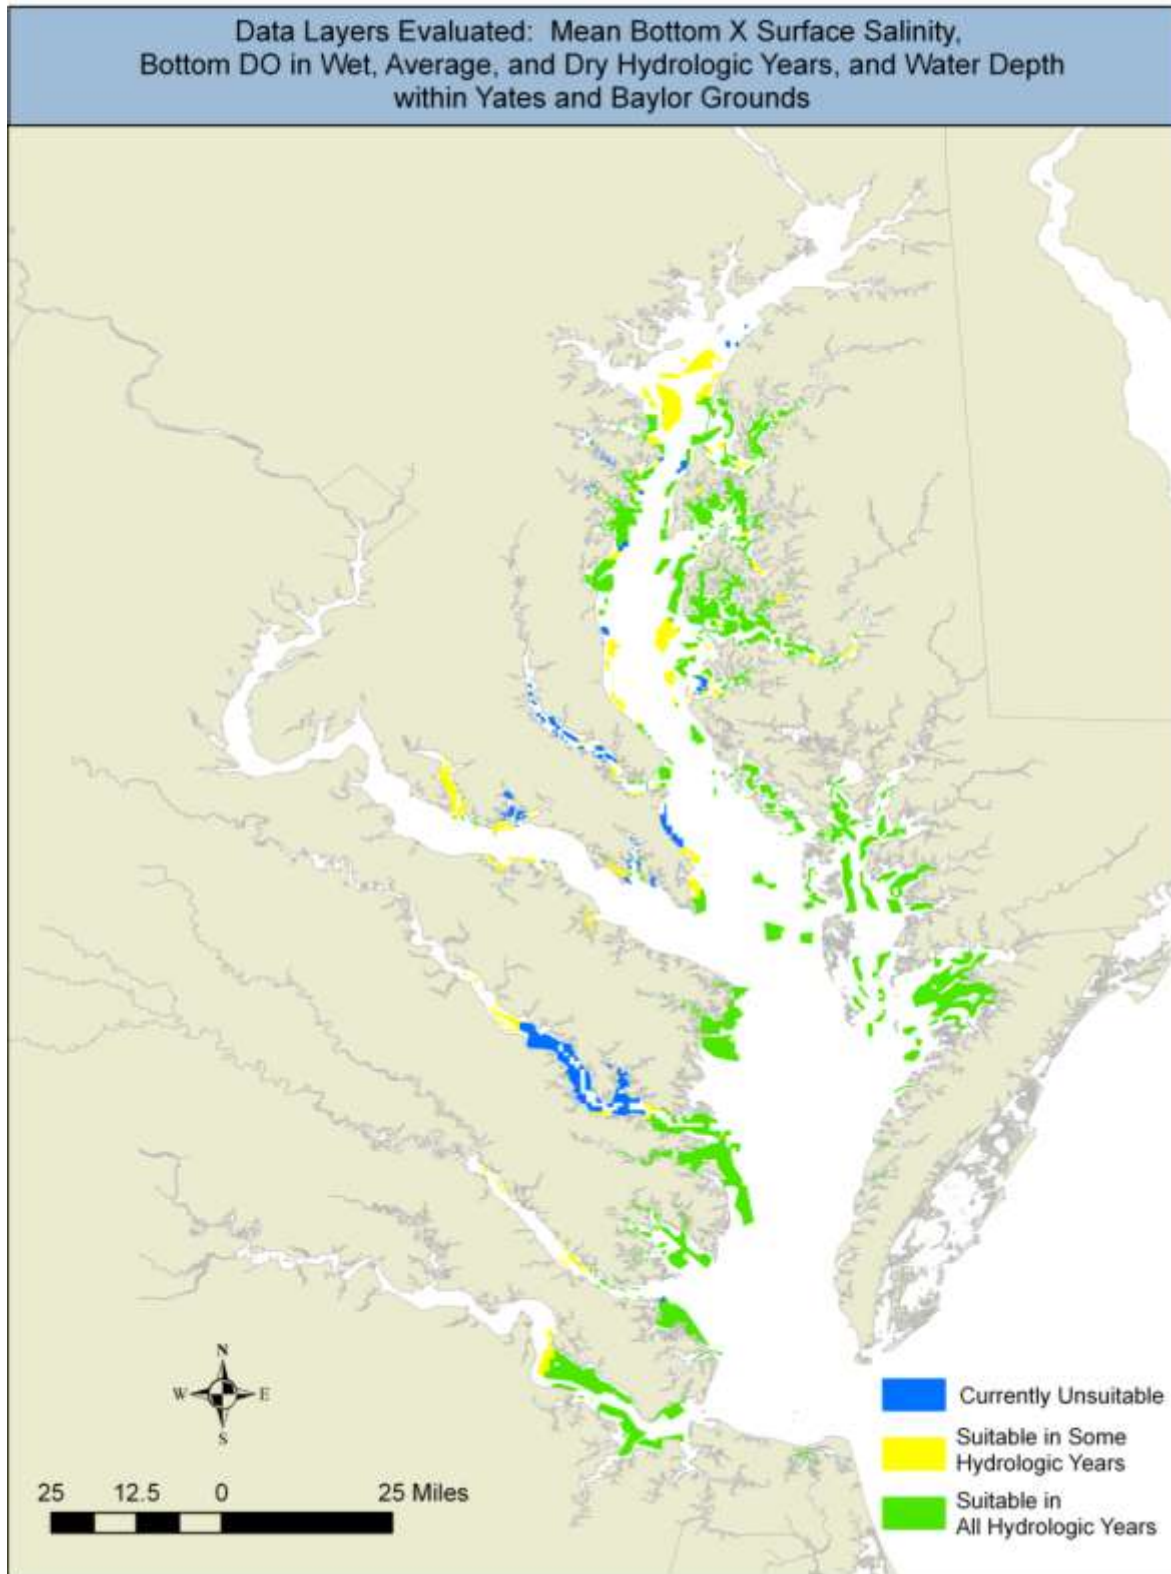 Data Layers Evaluated:  Mean Bottom X Surface Salinity,
Bottom DO in Wet, Average, and Dry Hydrologic Years, and Water Depth
within Yates and Baylor Grounds
N
W E
S
25 12.5 0 25 Miles
Currently Unsuitable
Suitable in Some
Hydrologic Years
Suitable in
All Hydrologic Years